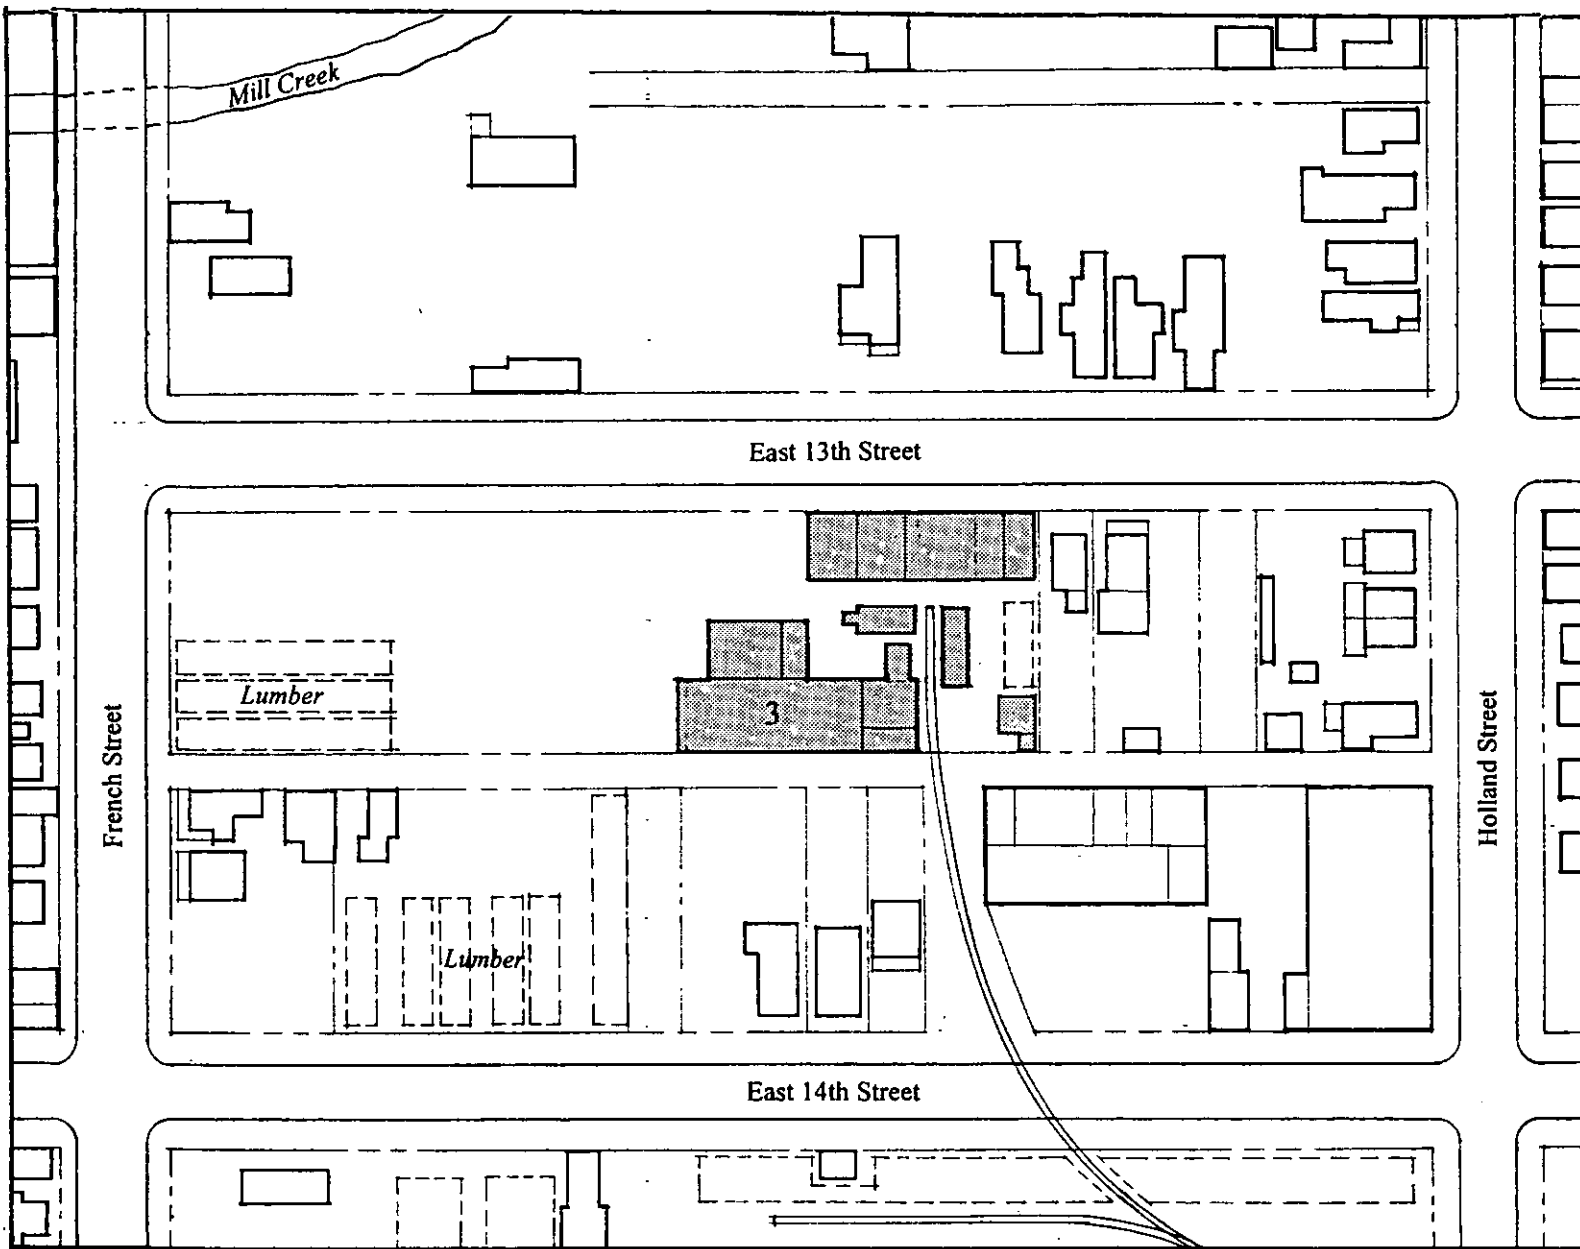 Mill Creek
East 13th Street
Lumber
3
French Street
Holland Street
Lumber
East 14th Street